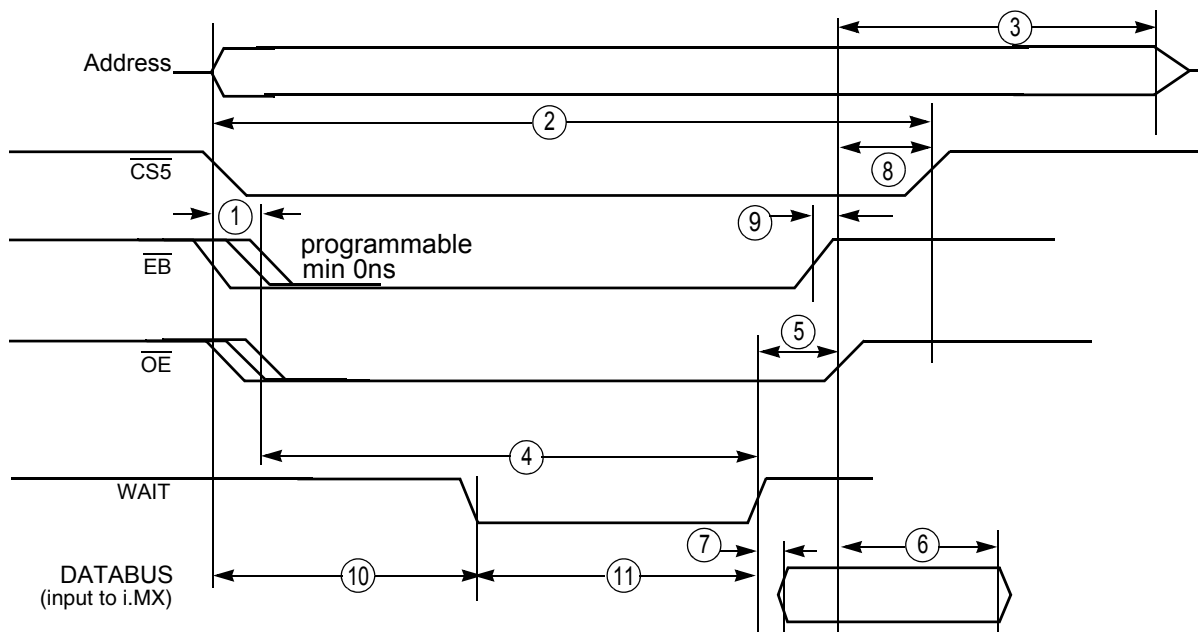 3
Address
2
CS5
8
1
9
programmable
min 0ns
EB
5
OE
4
WAIT
7
6
DATABUS
(input to i.MX)
10
11